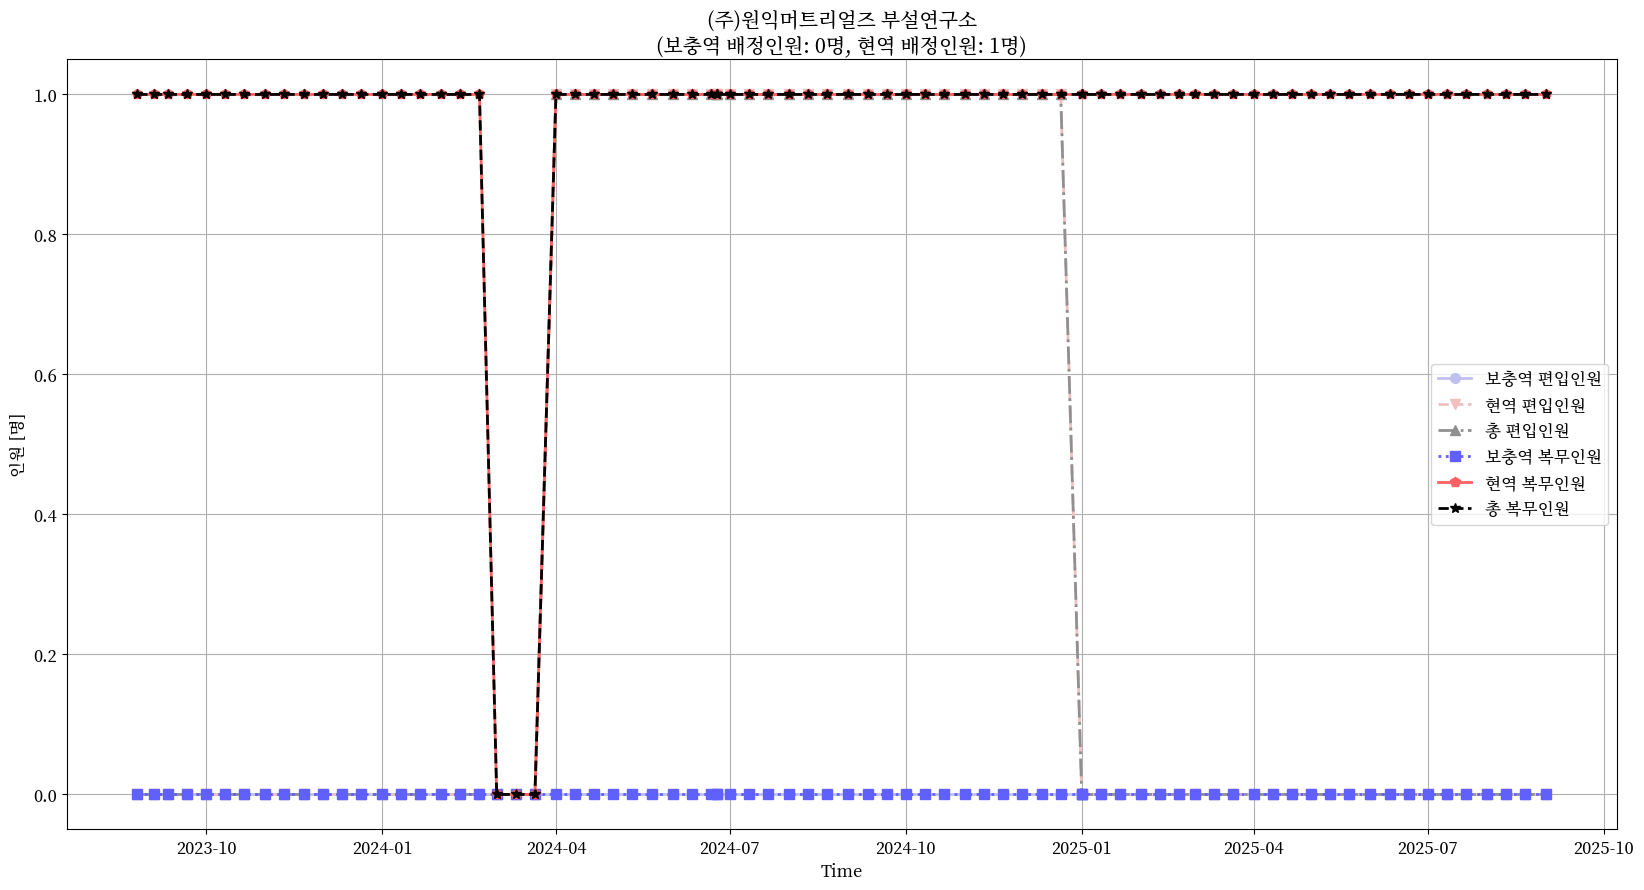 (주)원익머트리얼즈 부설연구소
(보충역 배정인원: 0명, 현역 배정인원: 1명)
인원 [명]
1.0
0.8
0.6
0.4
0.2
0.0
보충역 편입인원
현역 편입인원
총 편입인원
보충역 복무인원
현역 복무인원
총 복무인원
2023-10
2024-01
2024-04
2024-07
2024-10
2025-01
2025-04
2025-07
2025-10
Time